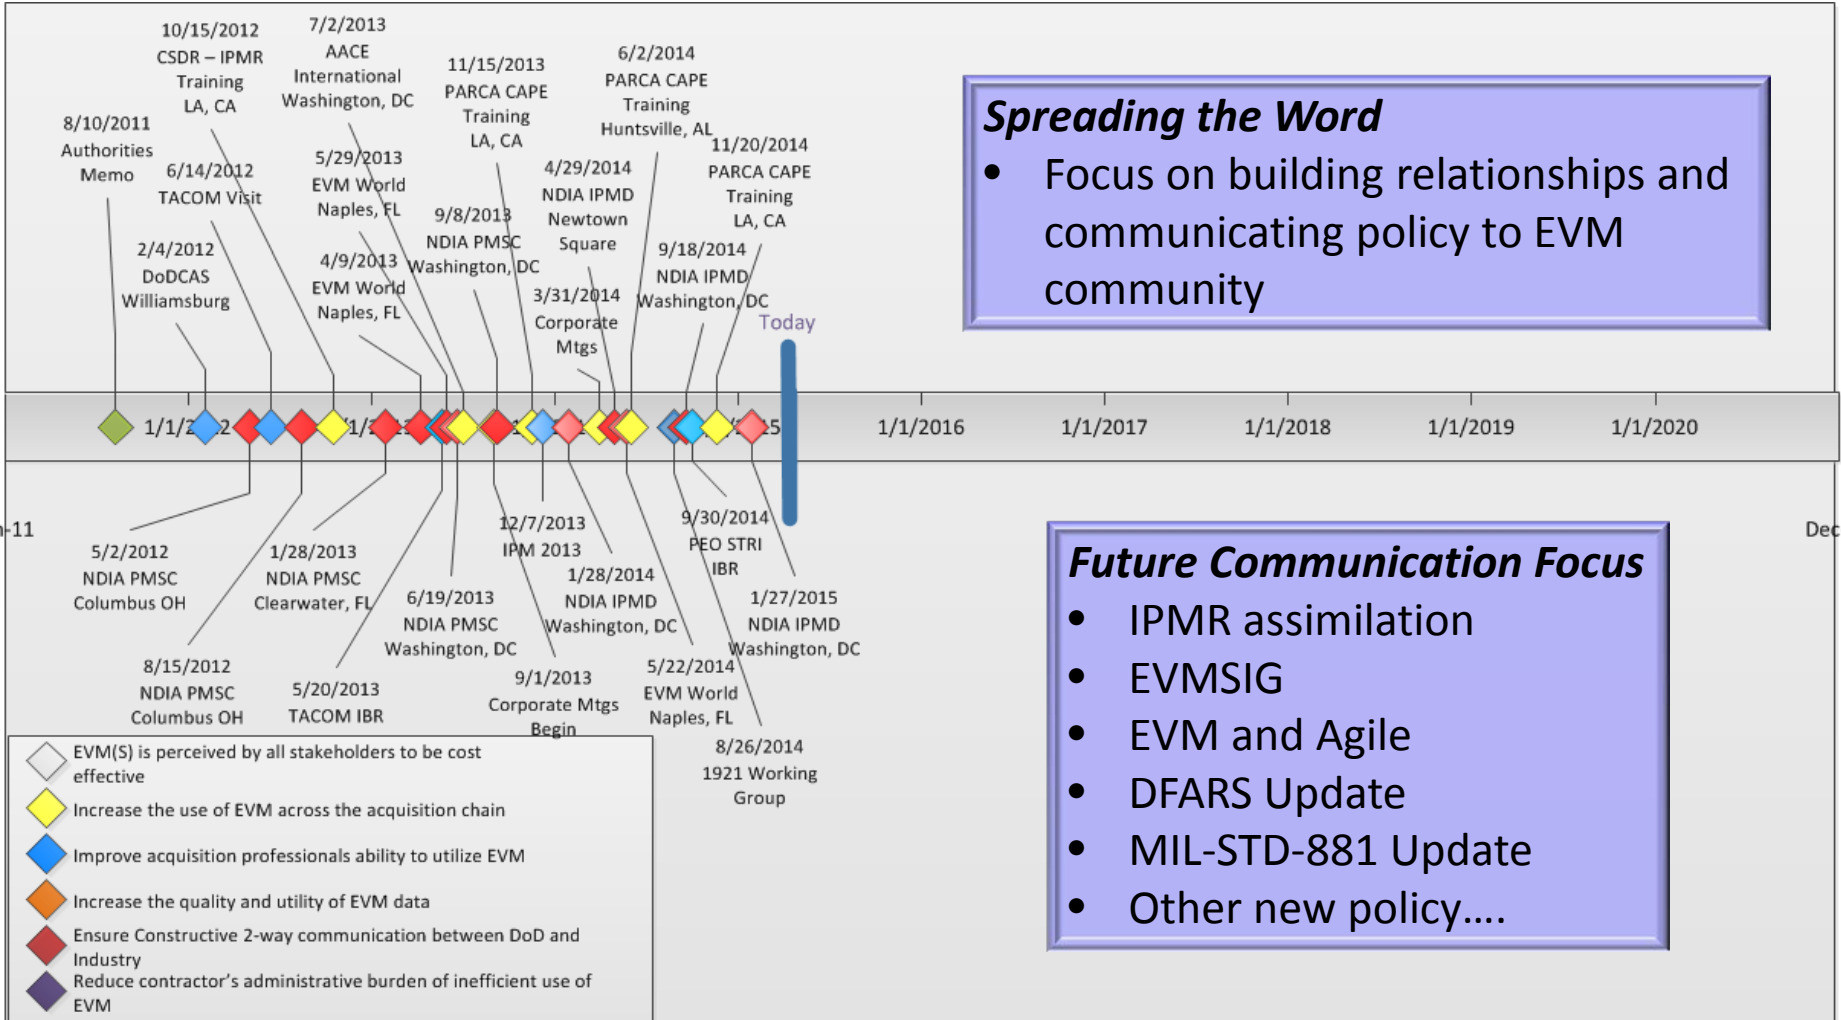 10/15/2012
CSDR – IPMR
Training
LA, CA
7/2/2013
AACE
International
Washington, DC
11/15/2013
PARCA CAPE
Training
LA, CA
6/2/2014
PARCA CAPE
Training
Huntsville, AL
8/10/2011
Authorities
Memo
6/14/2012
TACOM Visit
5/29/2013
EVM World
Naples, FL
4/29/2014
NDIA IPMD
Newtown
Square
11/20/2014
PARCA CAPE
Training
LA, CA
2/4/2012
DoDCAS
Williamsburg
4/9/2013
EVM World
Naples, FL
9/8/2013
NDIA PMSC
Washington, DC
3/31/2014
Corporate
Mtgs
9/18/2014
NDIA IPMD
Washington, DC
Today
Spreading the Word
• Focus on building relationships and
communicating policy to EVM
community
1/1/2016
1/1/2017
1/1/2018
1/1/2019
1/1/2020
-11
Dec
5/2/2012
NDIA PMSC
Columbus OH
1/28/2013
NDIA PMSC
Clearwater, FL
12/7/2013
IPM 2013
9/30/2014
PEO STRI
IBR
6/19/2013
NDIA PMSC
Washington, DC
1/28/2014
NDIA IPMD
Washington, DC
1/27/2015
NDIA IPMD
Washington, DC
8/15/2012
NDIA PMSC
Columbus OH
5/20/2013
TACOM IBR
9/1/2013
Corporate Mtgs
Begin
5/22/2014
EVM World
Naples, FL
8/26/2014
1921 Working
Group
Future Communication Focus
• IPMR assimilation
• EVMSIG
• EVM and Agile
• DFARS Update
• MIL-STD-881 Update
• Other new policy....
EVM(S) is perceived by all stakeholders to be cost
effective
Increase the use of EVM across the acquisition chain
Improve acquisition professionals ability to utilize EVM
Increase the quality and utility of EVM data
Ensure Constructive 2-way communication between DoD and
Industry
Reduce contractor's administrative burden of inefficient use of
EVM